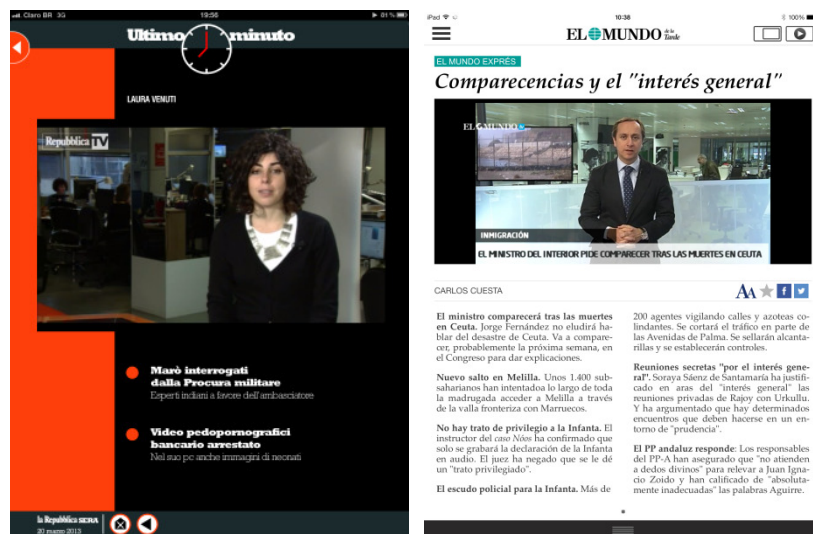 Claro BR 3G 19:56 81%
Ultimo minuto
LAURA VENUTI
Repubblica TV
Marò interrogati
dalla Procura militare
Esperti indiani a favore dell'ambasciatore
Video pedopornografici
bancario arrestato
Nel suo pc anche immagini di neonati
la Repubblica SERA
20 marzo 2013
iPad 10:38 100%
EL MUNDO de la Tarde
EL MUNDO EXPRÉS
Comparecencias y el "interés general"
EL MUNDO
INMIGRACIÓN
EL MINISTRO DEL INTERIOR PIDE COMPARECER TRAS LAS MUERTES EN CEUTA
CARLOS CUESTA
AA
El ministro comparecerá tras las muertes
en Ceuta. Jorge Fernández no eludirá ha-
blar del desastre de Ceuta. Va a compare-
cer, probablemente la próxima semana, en
el Congreso para dar explicaciones.
Nuevo salto en Melilla. Unos 1.400 sub-
saharianos han intentadoa lo largo de toda
la madrugada acceder a Melilla a través
de la valla fronteriza con Marruecos.
No hay trato de privilegio a la Infanta. El
instructor del caso Nóos ha confirmado que
solo se grabará la declaración de la Infanta
en audio. El juez ha negado que se le dé
un "trato privilegiado".
El escudo policial para la Infanta. Más de
200 agentes vigilando calles y azoteas co-
lindantes. Se cortará el tráfico en parte de
las Avenidas de Palma. Se sellarán alcanta-
rillas y se establecerán controles.
Reuniones secretas "por el interés gene-
ral". Soraya Sáenz de Santamaría ha justifi-
cado en aras del "interés general" las
reuniones privadas de Rajoy con Urkullu.
Y ha argumentado que hay determinados
encuentros que deben hacerse en un en-
torno de "prudencia".
El PP andaluz responde: Los responsables
del PP-A han asegurado que "no atienden
a dedos divinos" para relevar a Juan Igna-
cio Zoido y han calificado de "absoluta-
mente inadecuadas" las palabras Aguirre.